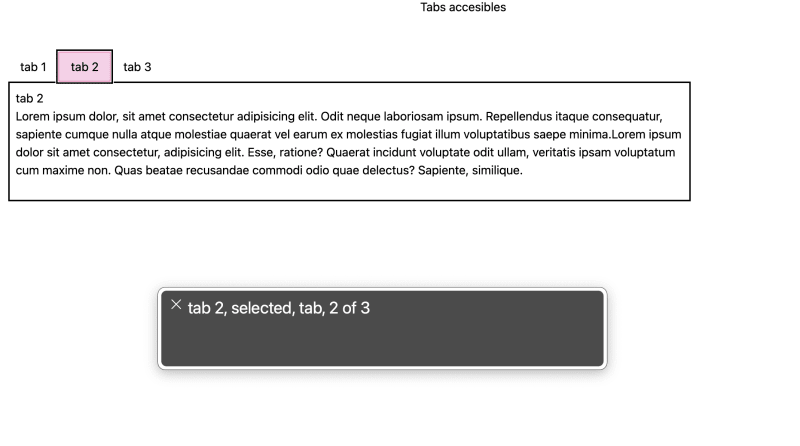 Tabs accesibles
tab 1 tab 2 tab 3
tab 2
Lorem ipsum dolor, sit amet consectetur adipisicing elit. Odit neque laboriosam ipsum. Repellendus itaque consequatur,
sapiente cumque nulla atque molestiae quaerat vel earum ex molestias fugiat illum voluptatibus saepe minima.Lorem ipsum
dolor sit amet consectetur, adipisicing elit. Esse, ratione? Quaerat incidunt voluptate odit ullam, veritatis ipsam voluptatum
cum maxime non. Quas beatae recusandae commodi odio quae delectus? Sapiente, similique.
tab 2, selected, tab, 2 of 3